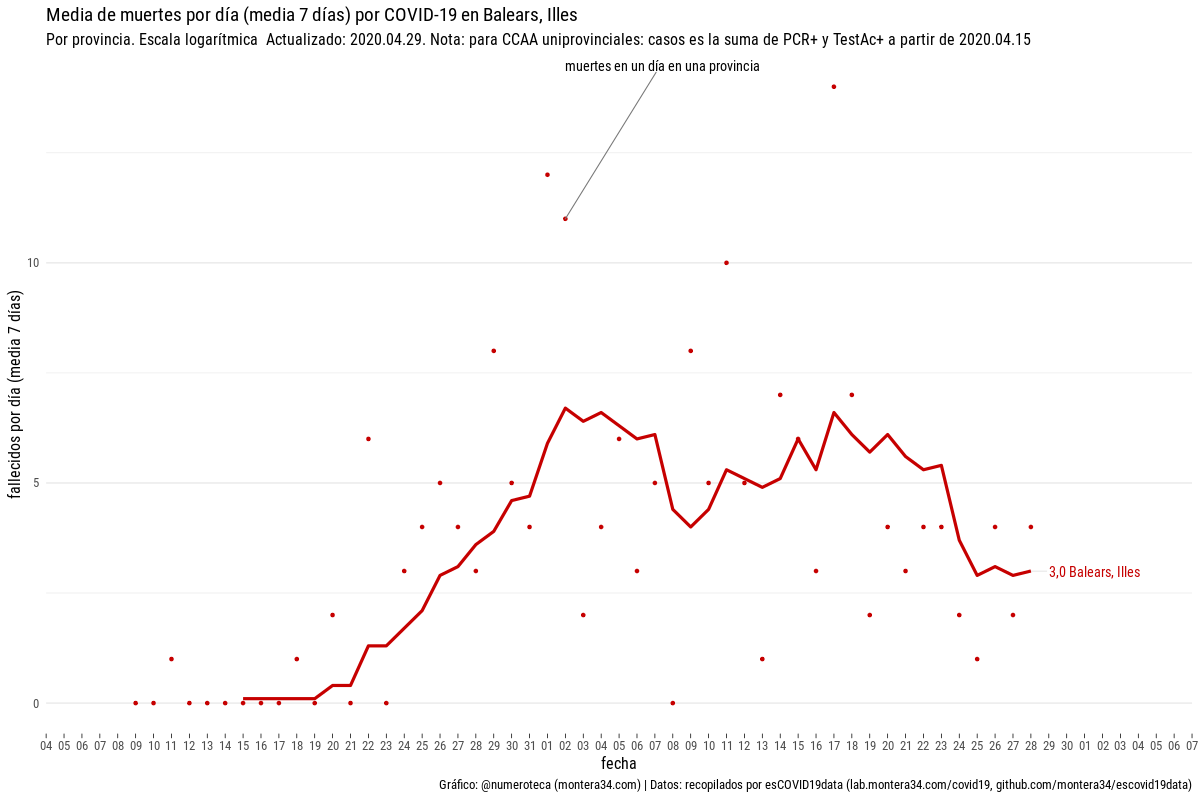 Media de muertes por día (media 7 días) por COVID-19 en Balears, Illes
Por provincia. Escala logarítmica  Actualizado: 2020.04.29. Nota: para CCAA uniprovinciales: casos es la suma de PCR+ y TestAc+ a partir de 2020.04.15
muertes en un día en una provincia
fallecidos por día (media 7 días)
10
5
0
3,0 Balears, Illes
04 05 06 07 08 09 10 11 12 13 14 15 16 17 18 19 20 21 22 23 24 25 26 27 28 29 30 31 01 02 03 04 05 06 07 08 09 10 11 12 13 14 15 16 17 18 19 20 21 22 23 24 25 26 27 28 29 30 01 02 03 04 05 06 07
fecha
Gráfico: @numeroteca (montera34.com) | Datos: recopilados por esCOVID19data (lab.montera34.com/covid19, github.com/montera34/escovid19data)